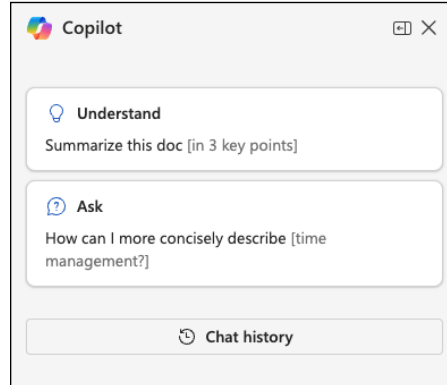 Copilot
Understand
Summarize this doc [in 3 key points]
Ask
How can I more concisely describe [time
management?]
Chat history